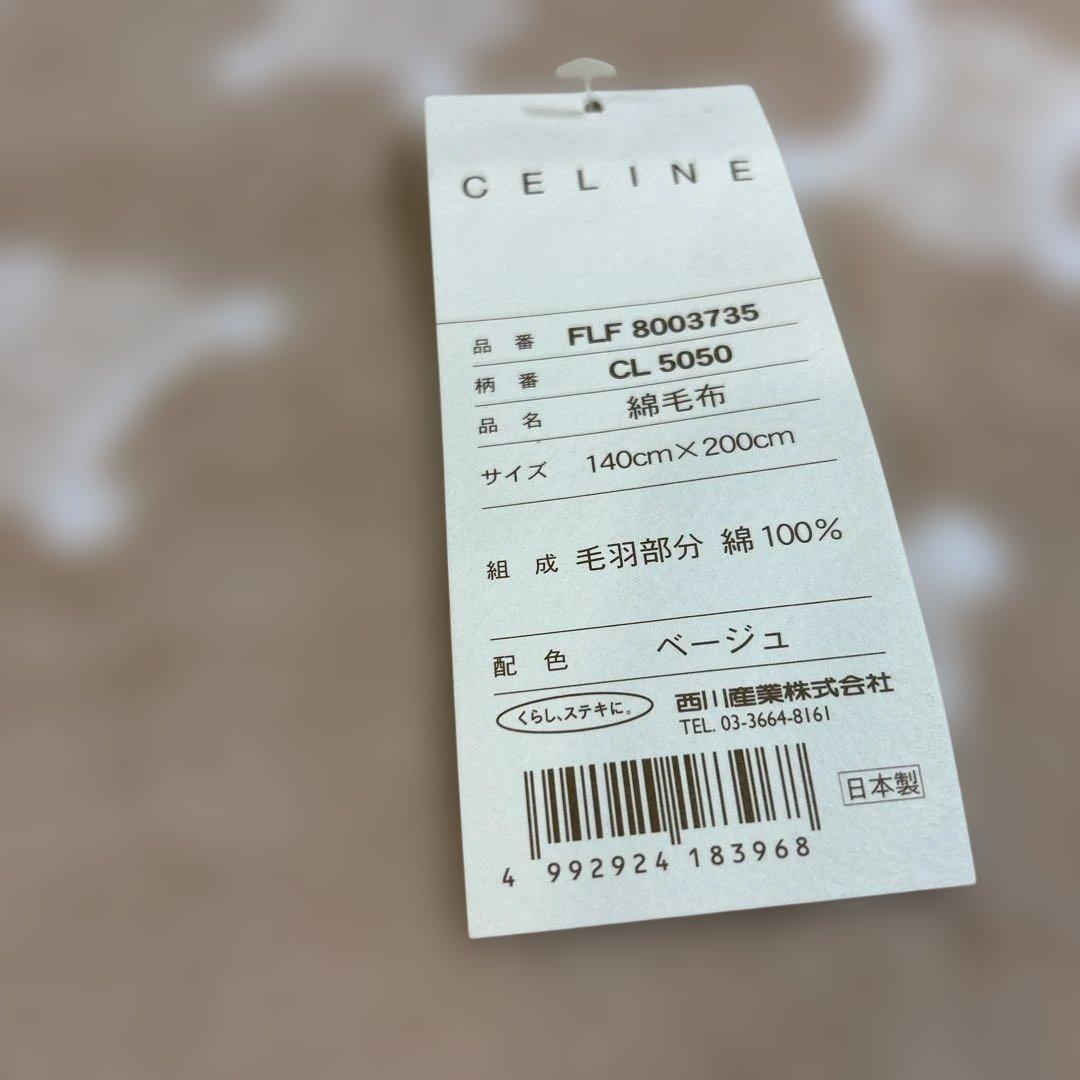 CELINE
品番 FLF 8003735
柄番 CL 5050
品名 綿毛布
サイズ 140cm×200cm
組成 毛羽部分 綿100%
配色 ベージュ
くらし、ステキに。 西川産業株式会社
TEL. 03-3664-8161
日本製
4 992924 183968